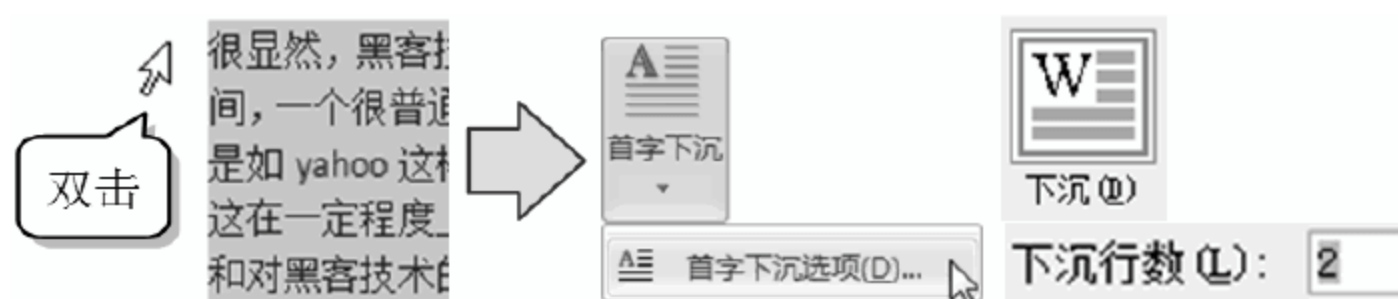 双击
很显然，黑客技
间，一个很普通
是如 yahoo 这样
这在一定程度上
和对黑客技术的
首字下沉
首字下沉选项(D)...
W
下沉(D)
下沉行数(L)： 2